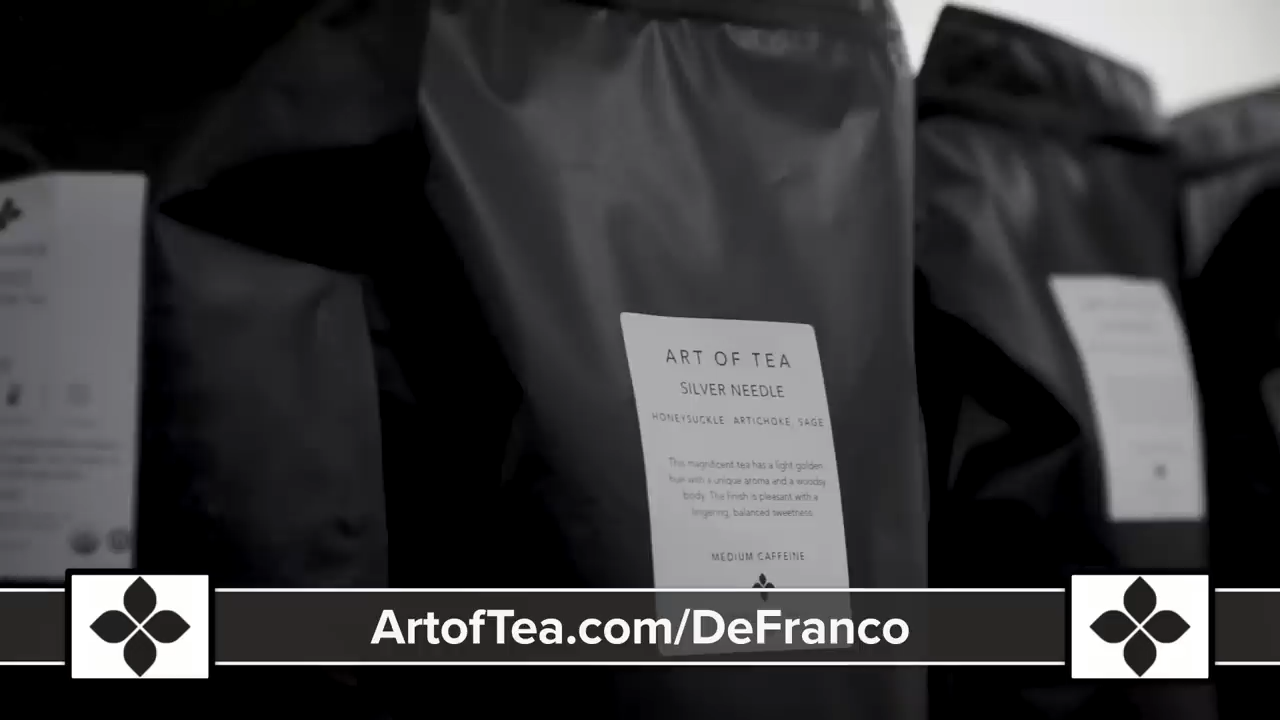 ART OF TEA
SILVER NEEDLE
HONEYSUCKLE, ARTICHOKE, SAGE
This magnificent tea has a light golden
hue with a unique aroma and a woodsy
body. The finish is pleasant with a
lingering, balanced sweetness.
MEDIUM CAFFEINE
ArtofTea.com/DeFranco